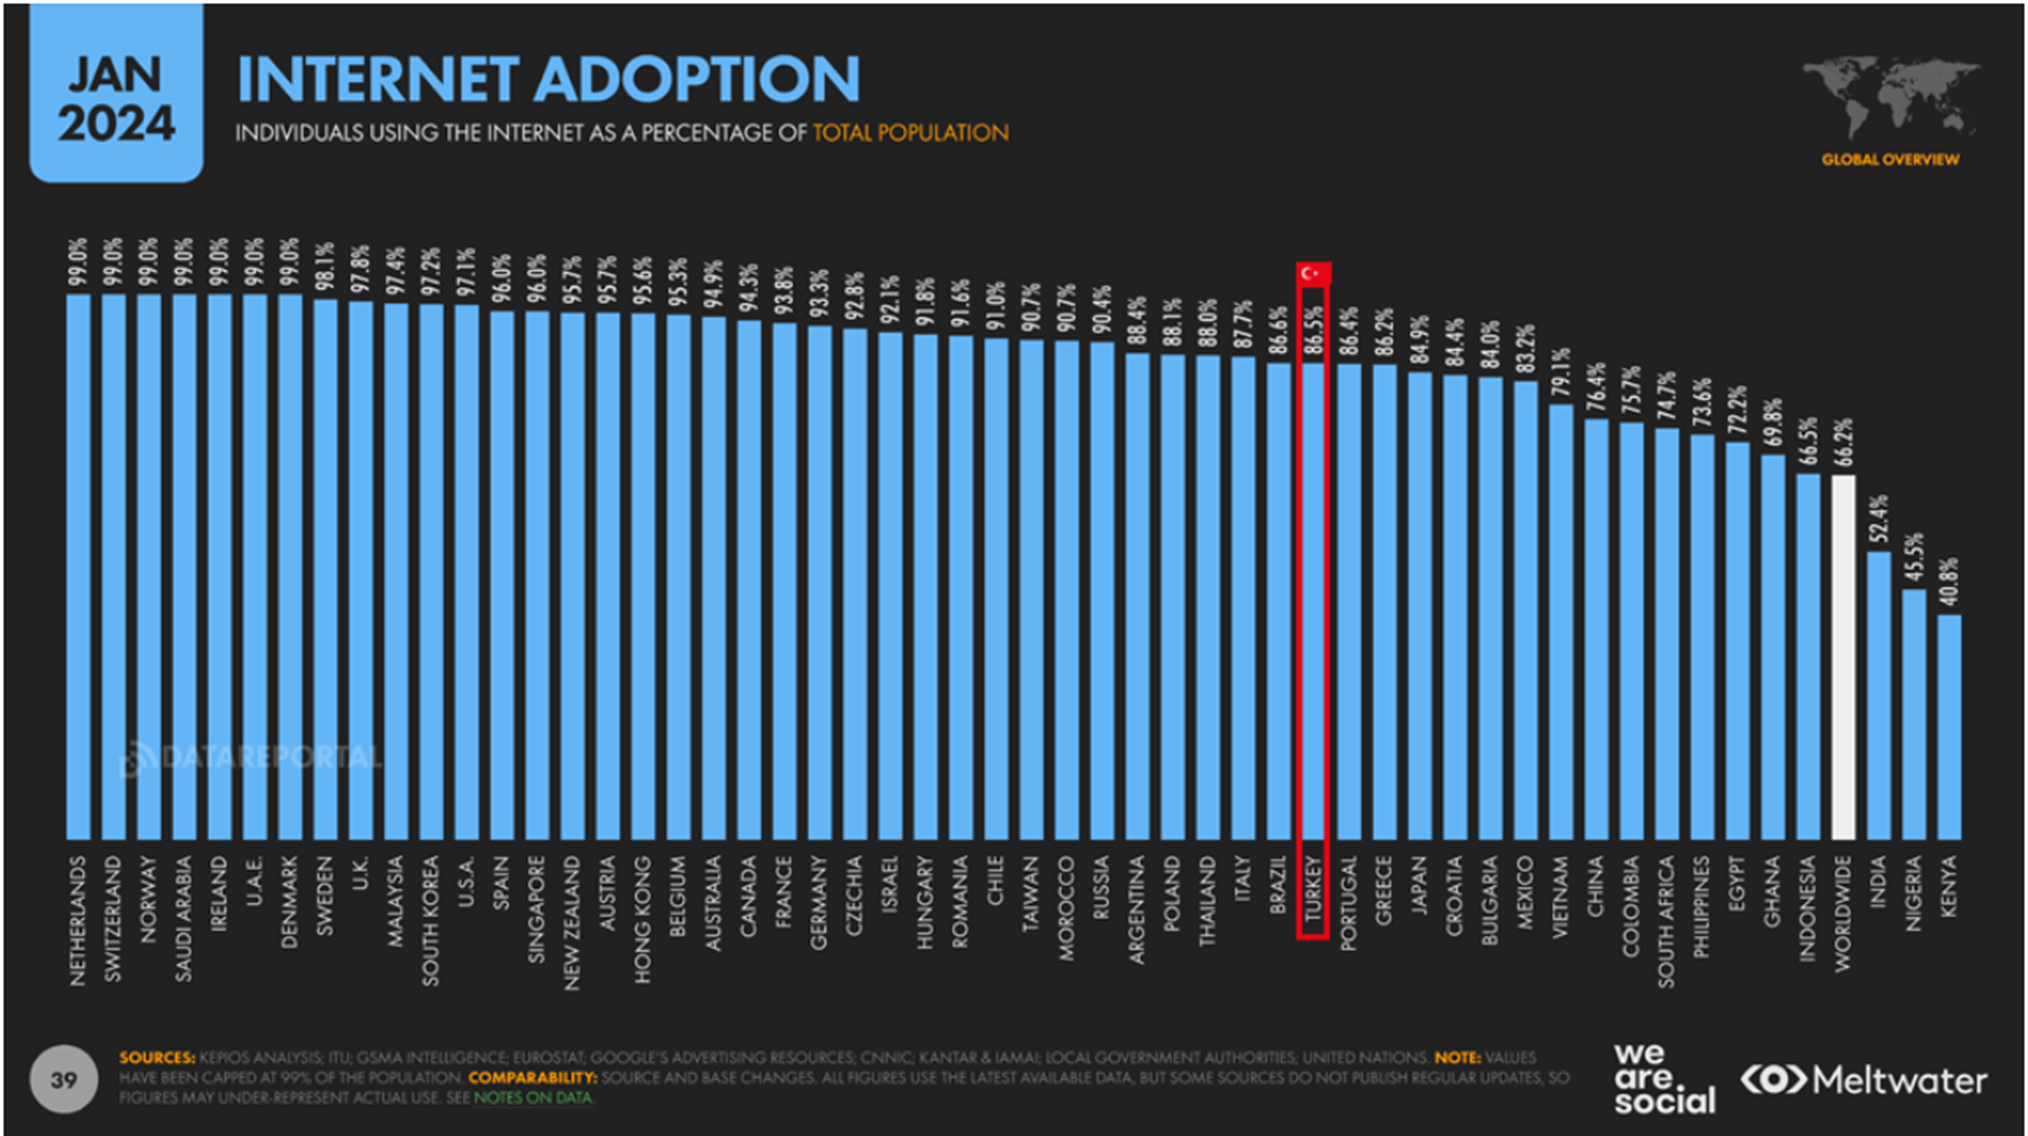 JAN
2024
INTERNET ADOPTION
INDIVIDUALS USING THE INTERNET AS A PERCENTAGE OF TOTAL POPULATION
GLOBAL OVERVIEW
99.0% 99.0% 99.0% 99.0% 99.0% 99.0% 99.0% 98.1% 97.8% 97.4% 97.2% 97.1% 96.0% 96.0% 95.7% 95.7% 95.6% 95.3% 94.9% 94.3% 93.8% 93.3% 92.8% 92.1% 91.8% 91.6% 91.0% 90.7% 90.7% 90.4% 88.4% 88.1% 88.0% 87.7% 86.6% 86.5% 86.4% 86.2% 84.9% 84.4% 84.0% 83.2% 79.1% 76.4% 75.7% 74.7% 73.6% 72.2% 69.8% 66.5% 66.2% 52.4% 45.5% 40.8%
DATAREPORTAL
NETHERLANDS SWITZERLAND NORWAY SAUDI ARABIA IRELAND U.A.E. DENMARK SWEDEN U.K. MALAYSIA SOUTH KOREA U.S.A. SPAIN SINGAPORE NEW ZEALAND AUSTRIA HONG KONG BELGIUM AUSTRALIA CANADA FRANCE GERMANY CZECHIA ISRAEL HUNGARY ROMANIA CHILE TAIWAN MOROCCO RUSSIA ARGENTINA POLAND THAILAND ITALY BRAZIL TURKEY PORTUGAL GREECE JAPAN CROATIA BULGARIA MEXICO VIETNAM CHINA COLOMBIA SOUTH AFRICA PHILIPPINES EGYPT GHANA INDONESIA WORLDWIDE INDIA NIGERIA KENYA
39
SOURCES: KEPIOS ANALYSIS; ITU; GSMA INTELLIGENCE; EUROSTAT; GOOGLE'S ADVERTISING RESOURCES; CNNIC; KANTAR & IAMAI; LOCAL GOVERNMENT AUTHORITIES; UNITED NATIONS. NOTE: VALUES
HAVE BEEN CAPPED AT 99% OF THE POPULATION. COMPARABILITY: SOURCE AND BASE CHANGES. ALL FIGURES USE THE LATEST AVAILABLE DATA, BUT SOME SOURCES DO NOT PUBLISH REGULAR UPDATES, SO
FIGURES MAY UNDER-REPRESENT ACTUAL USE. SEE NOTES ON DATA.
we
are
social
Meltwater